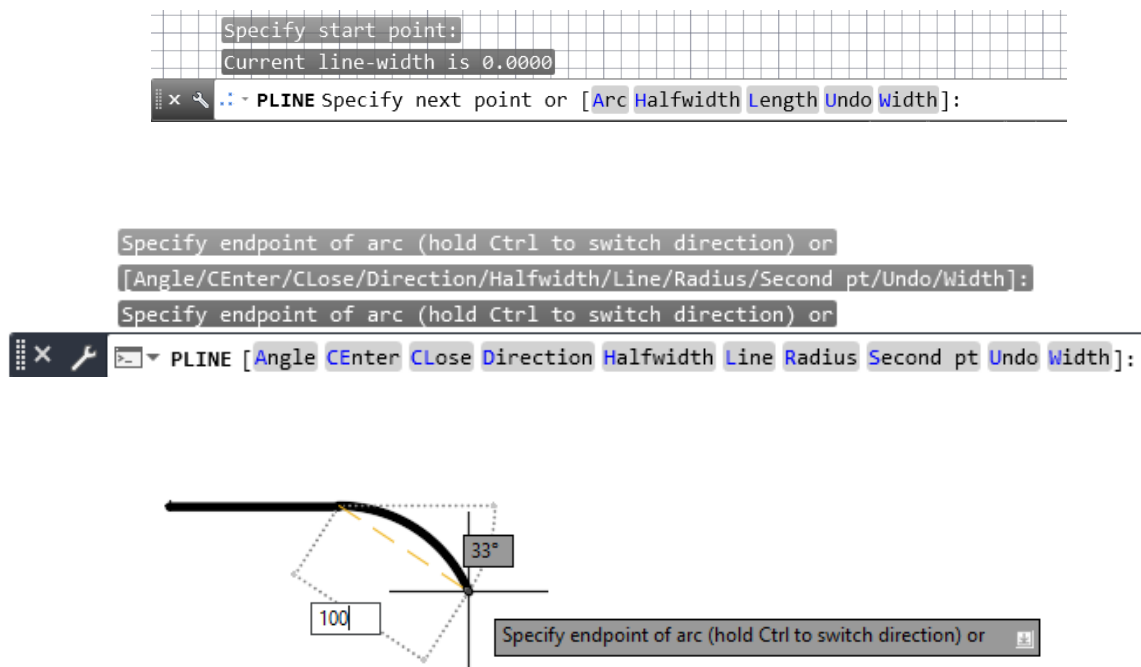 Specify start point:
Current line-width is 0.0000
PLINE Specify next point or [Arc Halfwidth Length Undo Width]:
Specify endpoint of arc (hold Ctrl to switch direction) or
[Angle/CEnter/CLose/Direction/Halfwidth/Line/Radius/Second pt/Undo/Width]:
Specify endpoint of arc (hold Ctrl to switch direction) or
PLINE [Angle CEnter CLose Direction Halfwidth Line Radius Second pt Undo Width]:
33°
100
Specify endpoint of arc (hold Ctrl to switch direction) or